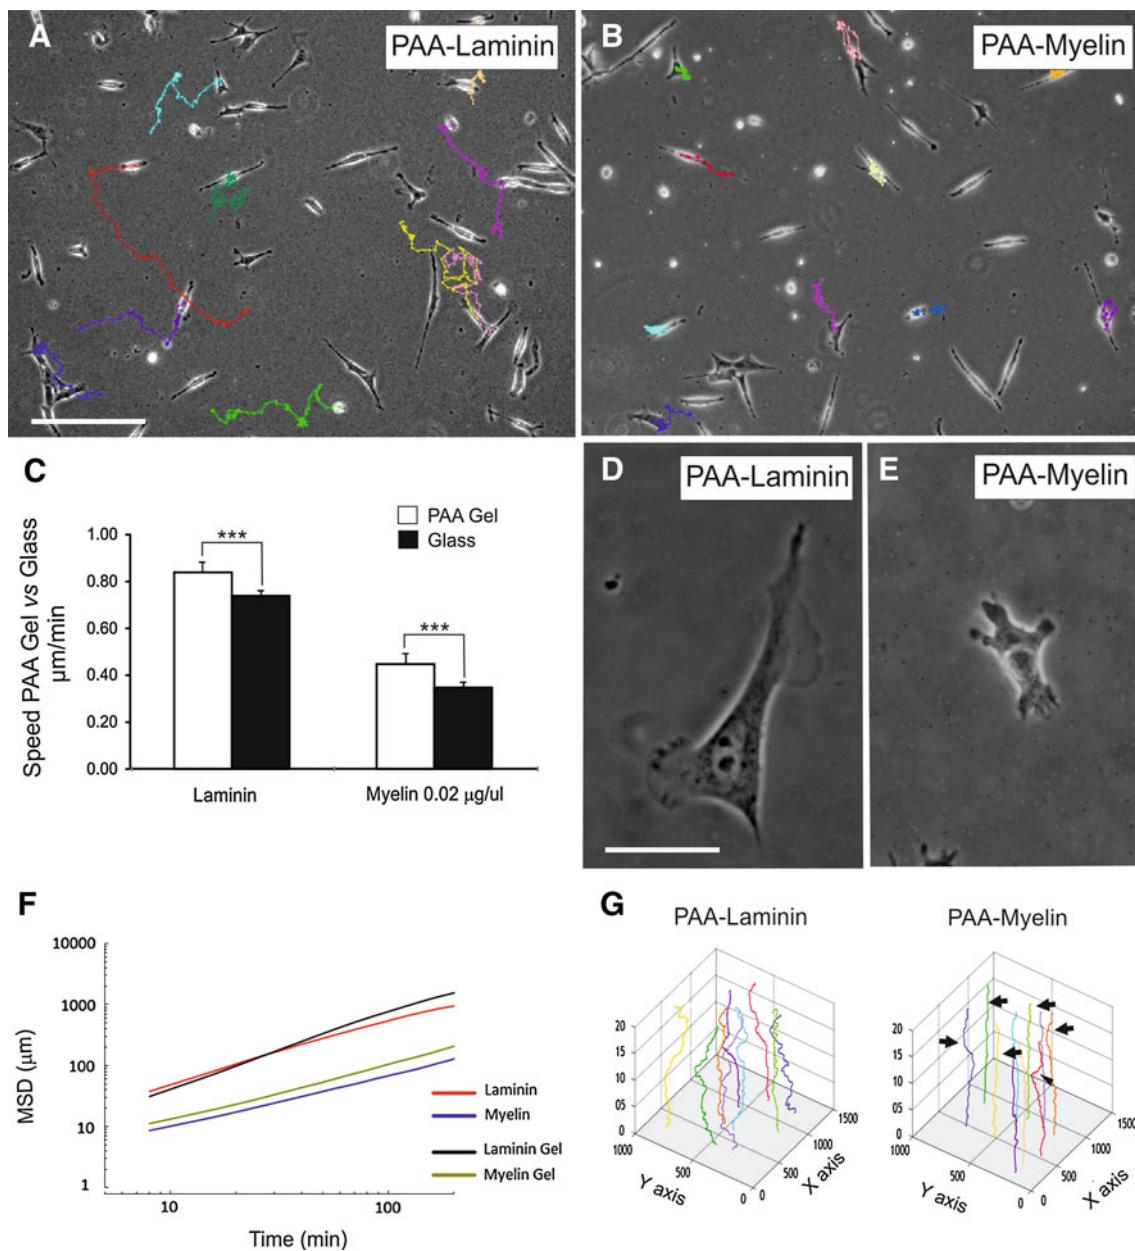 A
PAA-Laminin
B
PAA-Myelin
C
Speed PAA Gel vs Glass
µm/min
PAA Gel
Glass
1.00
0.80
0.60
0.40
0.20
0.00
***
***
Laminin
Myelin 0.02 µg/ul
D
PAA-Laminin
E
PAA-Myelin
F
MSD (µm)
10000
1000
100
10
1
10
100
Time (min)
Laminin
Myelin
Laminin Gel
Myelin Gel
G
PAA-Laminin
20
15
10
05
0
1000
500
0
0
500
1000
1500
Y axis
X axis
PAA-Myelin
20
15
10
05
0
1000
500
0
0
500
1000
1500
Y axis
X axis